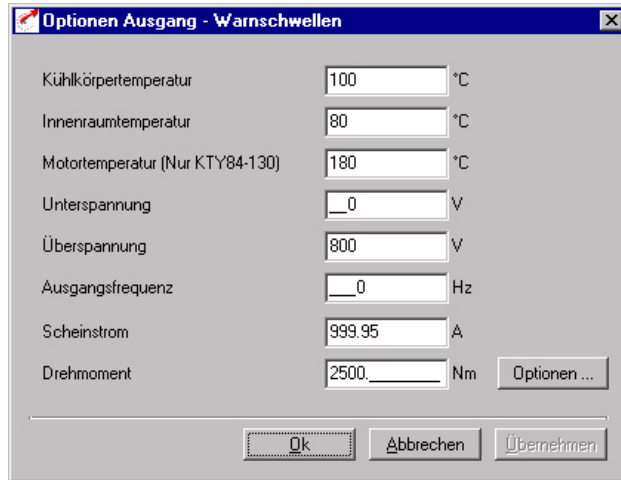 Optionen Ausgang - Warnschwellen
Kühlkörpertemperatur 100 °C
Innenraumtemperatur 80 °C
Motortemperatur (Nur KTY84-130) 180 °C
Unterspannung __0 V
Überspannung 800 V
Ausgangsfrequenz ___0 Hz
Scheinstrom 999.95 A
Drehmoment 2500.________ Nm Optionen ...
Ok Abbrechen Übernehmen